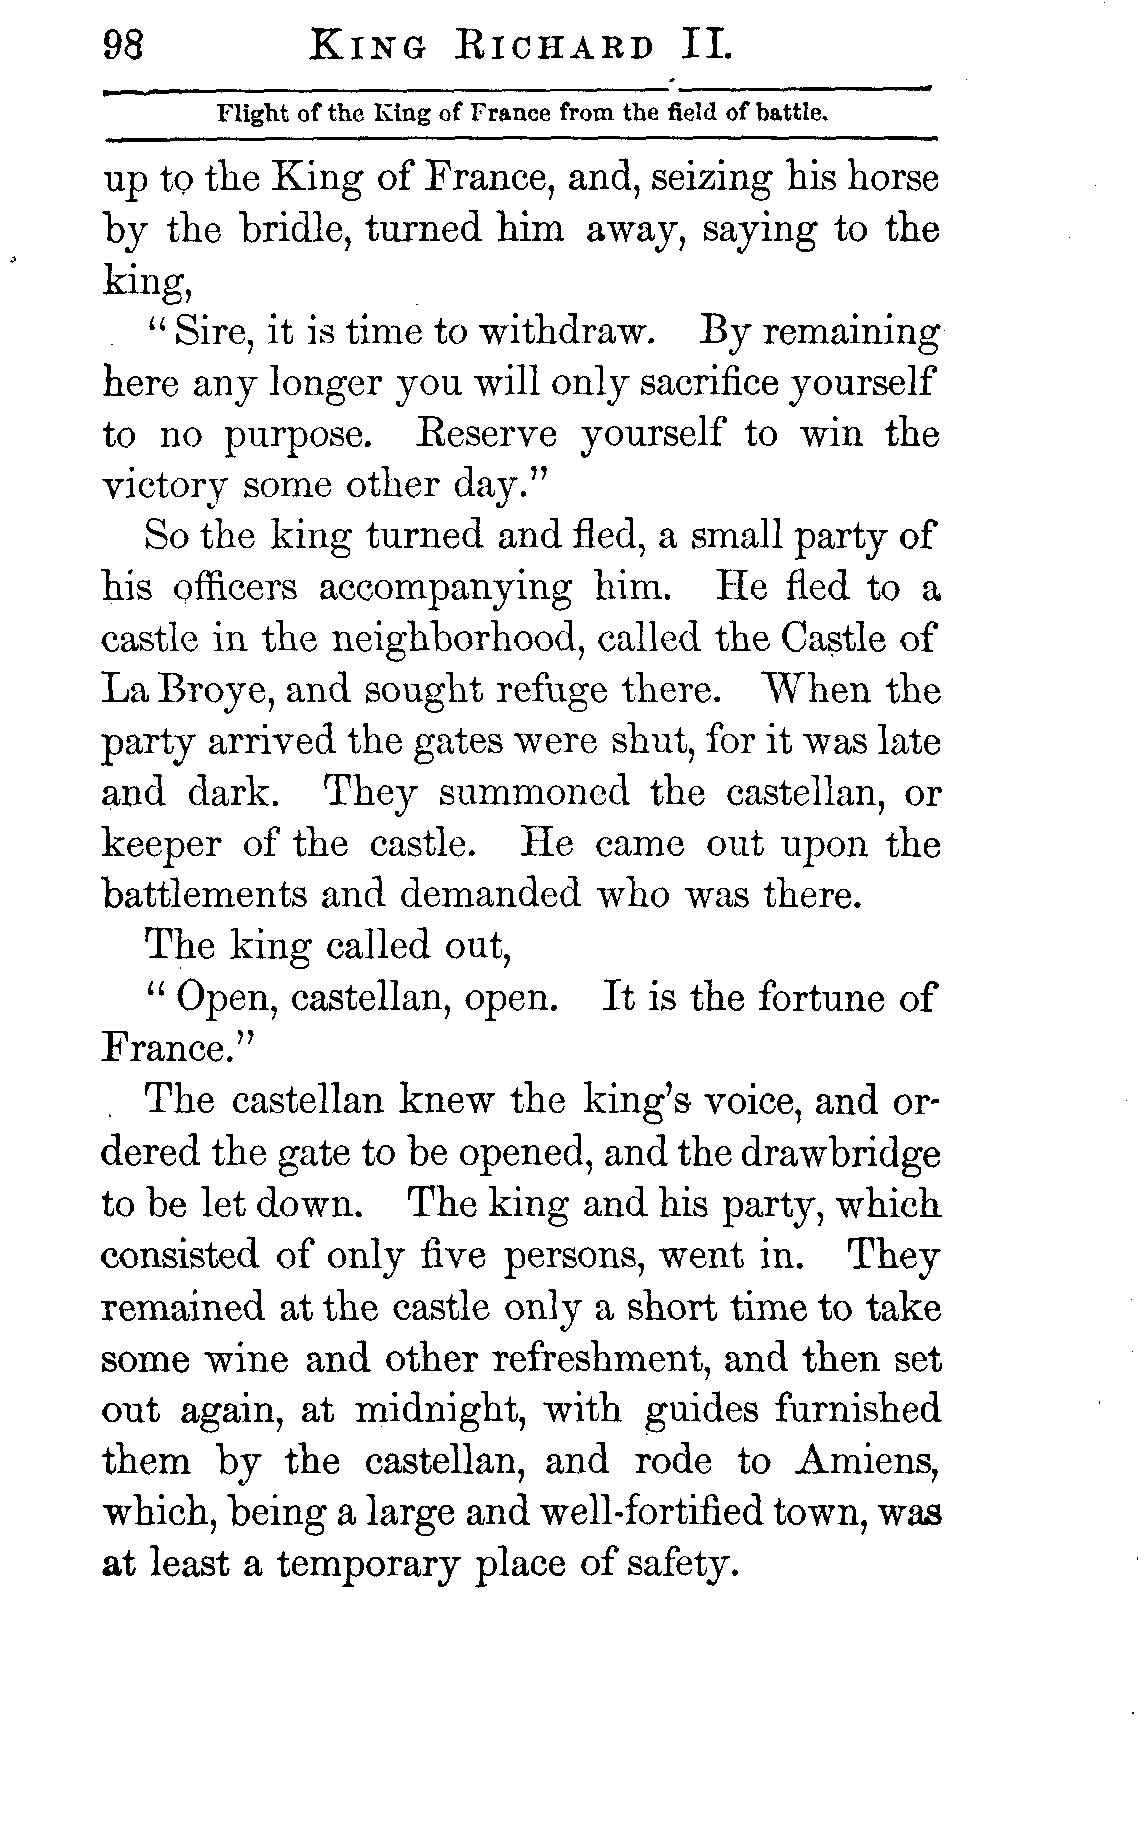 98 KING RICHARD II.
Flight of the King of France from the field of battle.
up to the King of France, and, seizing his horse
by the bridle, turned him away, saying to the
king,
“Sire, it is time to withdraw. By remaining
here any longer you will only sacrifice yourself
to no purpose. Reserve yourself to win the
victory some other day.”
So the king turned and fled, a small party of
his officers accompanying him. He fled to a
castle in the neighborhood, called the Castle of
La Broye, and sought refuge there. When the
party arrived the gates were shut, for it was late
and dark. They summoned the castellan, or
keeper of the castle. He came out upon the
battlements and demanded who was there.
The king called out,
“Open, castellan, open. It is the fortune of
France.”
The castellan knew the king’s voice, and or-
dered the gate to be opened, and the drawbridge
to be let down. The king and his party, which
consisted of only five persons, went in. They
remained at the castle only a short time to take
some wine and other refreshment, and then set
out again, at midnight, with guides furnished
them by the castellan, and rode to Amiens,
which, being a large and well-fortified town, was
at least a temporary place of safety.